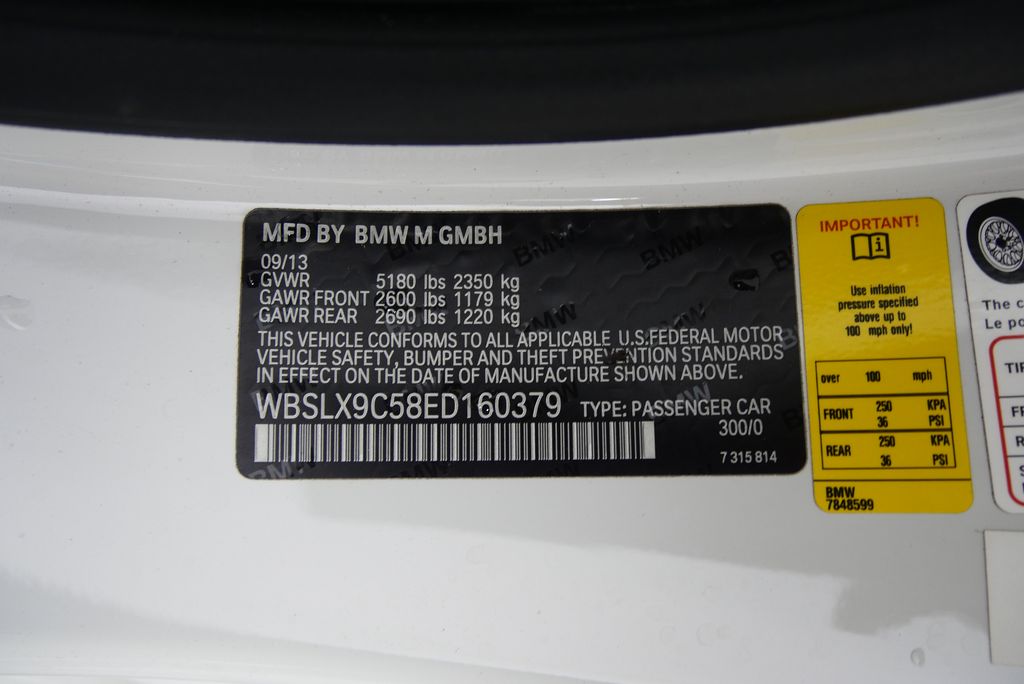 MFD BY BMW M GMBH
09/13
GVWR 5180 lbs 2350 kg
GAWR FRONT 2600 lbs 1179 kg
GAWR REAR 2690 lbs 1220 kg
THIS VEHICLE CONFORMS TO ALL APPLICABLE U.S.FEDERAL MOTOR
VEHICLE SAFETY, BUMPER AND THEFT PREVENTION STANDARDS
IN EFFECT ON THE DATE OF MANUFACTURE SHOWN ABOVE.
WBSLX9C58ED160379 TYPE: PASSENGER CAR
300/0
7 315 814
IMPORTANT!
Use inflation
pressure specified
above up to
100 mph only!
over 100 mph
FRONT 250 KPA
36 PSI
REAR 250 KPA
36 PSI
BMW
7848599
The
Le